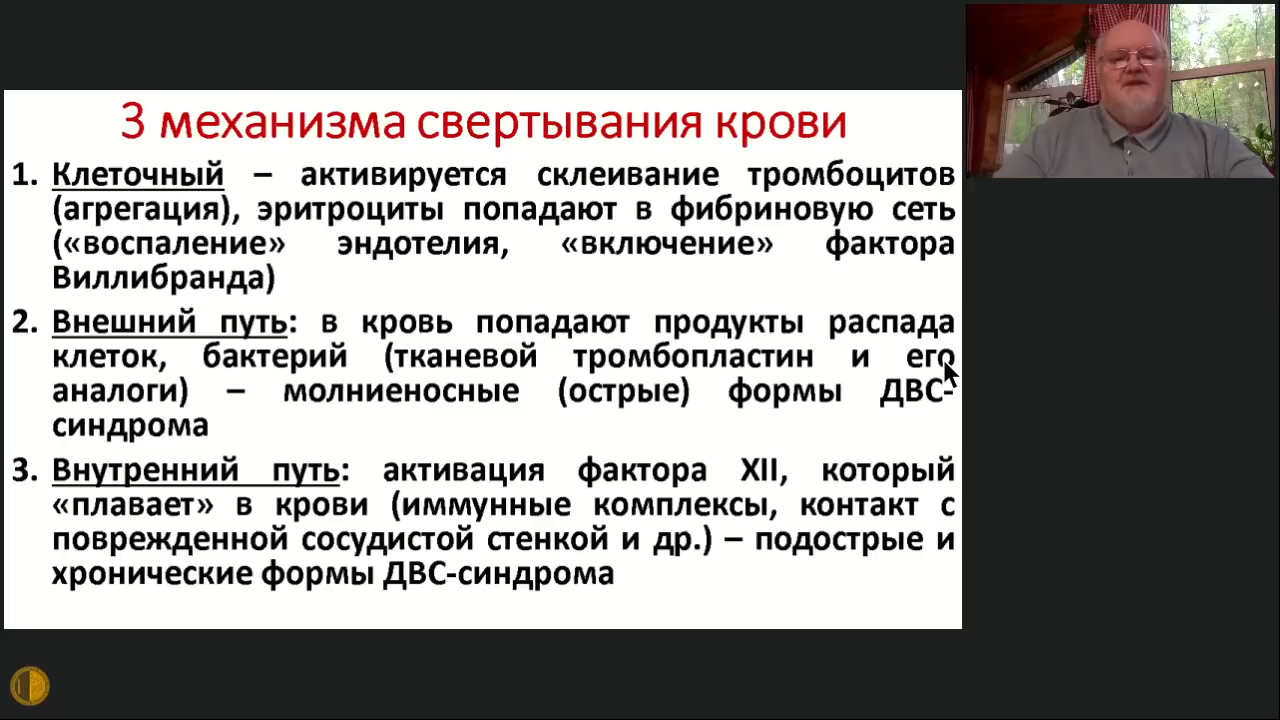 3 механизма свертывания крови
1. Клеточный – активируется склеивание тромбоцитов
(агрегация), эритроциты попадают в фибриновую сеть
(«воспаление» эндотелия, «включение» фактора
Виллибранда)
2. Внешний путь: в кровь попадают продукты распада
клеток, бактерий (тканевой тромбопластин и его
аналоги) – молниеносные (острые) формы ДВС-
синдрома
3. Внутренний путь: активация фактора XII, который
«плавает» в крови (иммунные комплексы, контакт с
поврежденной сосудистой стенкой и др.) – подострые и
хронические формы ДВС-синдрома